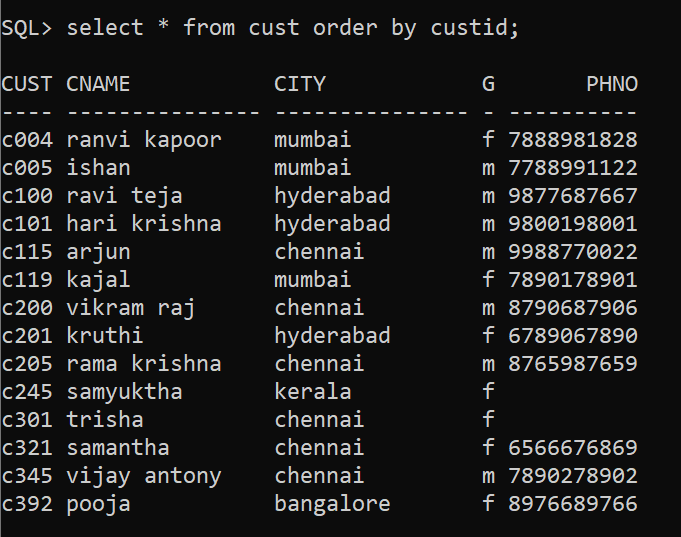 SQL> select * from cust order by custid;
CUST CNAME           CITY            G       PHNO
---- --------------- --------------- - ----------
c004 ranvi kapoor    mumbai          f 7888981828
c005 ishan           mumbai          m 7788991122
c100 ravi teja       hyderabad       m 9877687667
c101 hari krishna    hyderabad       m 9800198001
c115 arjun           chennai         m 9988770022
c119 kajal           mumbai          f 7890178901
c200 vikram raj      chennai         m 8790687906
c201 kruthi          hyderabad       f 6789067890
c205 rama krishna    chennai         m 8765987659
c245 samyuktha       kerala          f
c301 trisha          chennai         f
c321 samantha        chennai         f 6566676869
c345 vijay antony    chennai         m 7890278902
c392 pooja           bangalore       f 8976689766